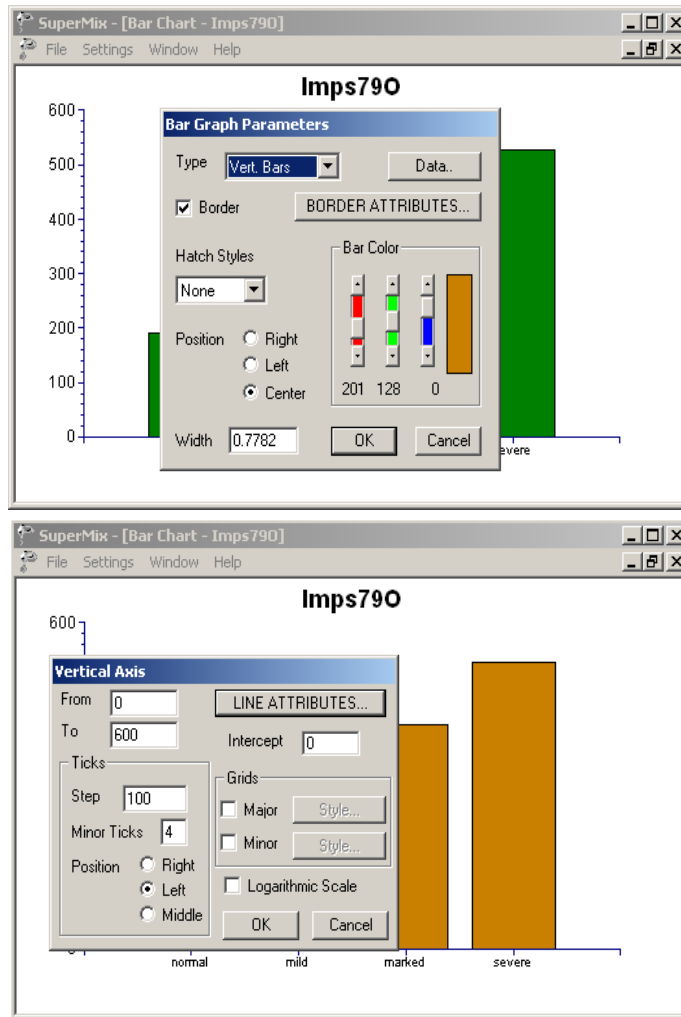 SuperMix - [Bar Chart - Imps79O]
File Settings Window Help
Imps79O
600
500
400
300
200
100
0
Bar Graph Parameters
Type Vert. Bars Data..
Border BORDER ATTRIBUTES...
Hatch Styles
None
Bar Color
Position Right
Left
Center
201 128 0
Width 0.7782 OK Cancel
evere
SuperMix - [Bar Chart - Imps79O]
File Settings Window Help
Imps79O
600
Vertical Axis
From 0 LINE ATTRIBUTES...
To 600
Intercept 0
Ticks
Grids
Step 100
Major Style...
Minor Ticks 4
Minor Style...
Position Right
Left
Middle
Logarithmic Scale
OK Cancel
normal mild marked severe